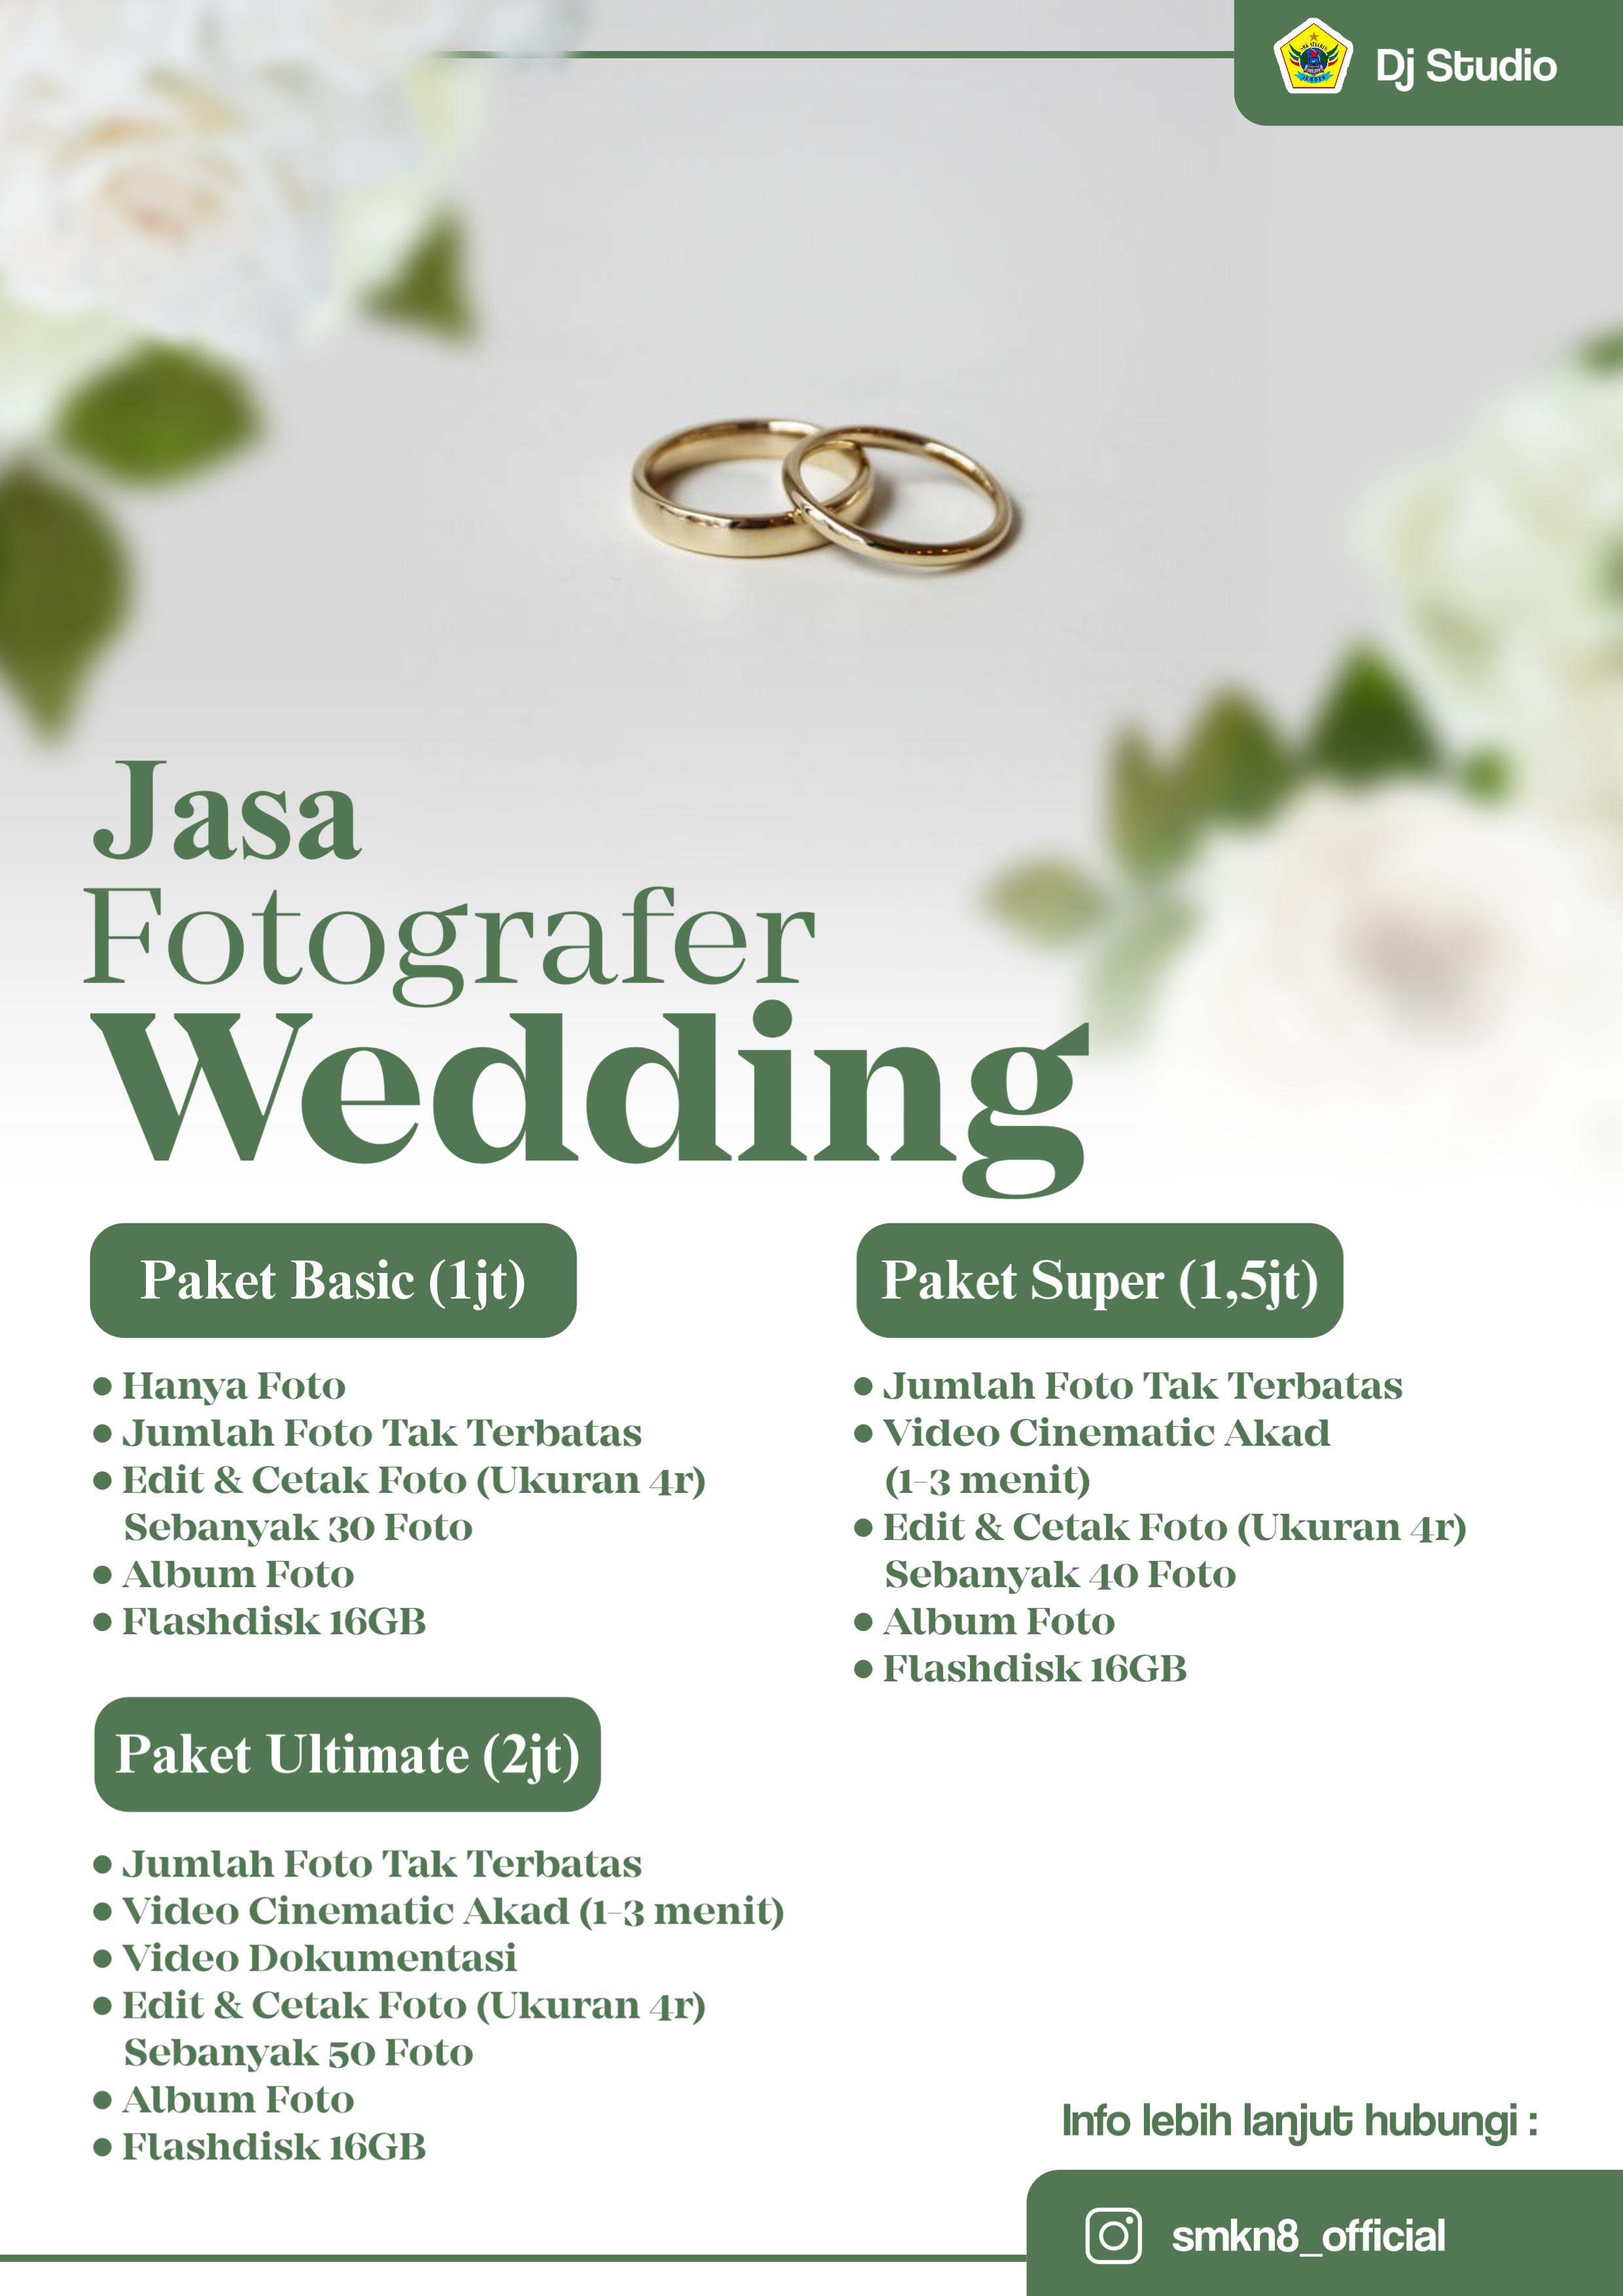 Dj Studio
Jasa
Fotografer
Wedding
Paket Basic (1jt)
● Hanya Foto
● Jumlah Foto Tak Terbatas
● Edit & Cetak Foto (Ukuran 4r)
Sebanyak 30 Foto
● Album Foto
● Flashdisk 16GB
Paket Super (1,5jt)
● Jumlah Foto Tak Terbatas
● Video Cinematic Akad
(1-3 menit)
● Edit & Cetak Foto (Ukuran 4r)
Sebanyak 40 Foto
● Album Foto
● Flashdisk 16GB
Paket Ultimate (2jt)
● Jumlah Foto Tak Terbatas
● Video Cinematic Akad (1-3 menit)
● Video Dokumentasi
● Edit & Cetak Foto (Ukuran 4r)
Sebanyak 50 Foto
● Album Foto
● Flashdisk 16GB
Info lebih lanjut hubungi :
smkn8_official